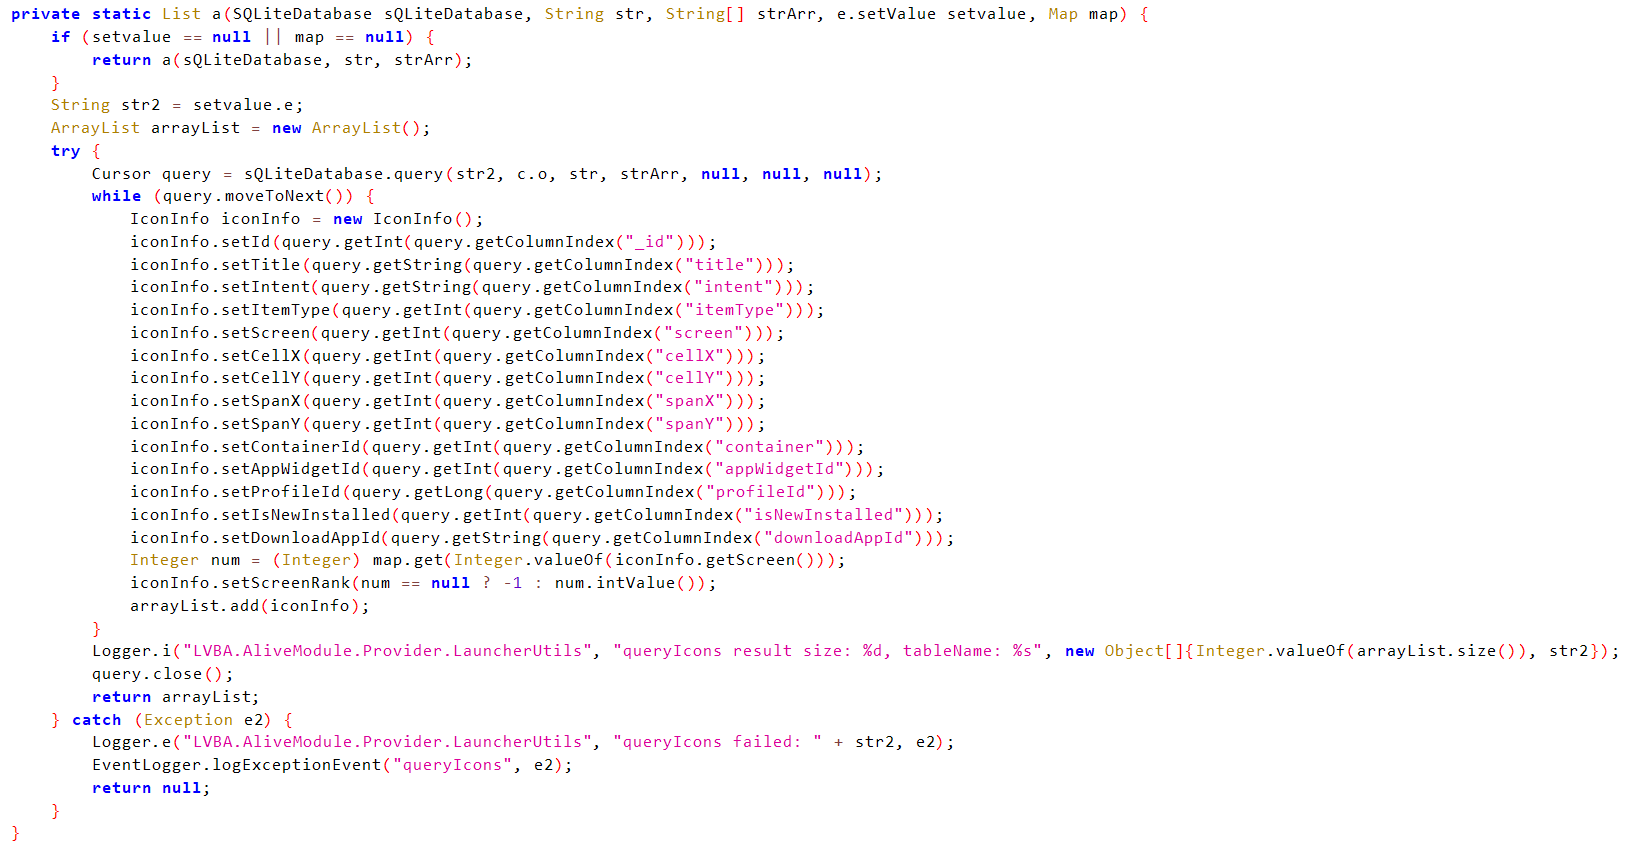 private static List a(SQLiteDatabase sQLiteDatabase, String str, String[] strArr, e.setValue setvalue, Map map) {
    if (setvalue == null || map == null) {
        return a(sQLiteDatabase, str, strArr);
    }
    String str2 = setvalue.e;
    ArrayList arrayList = new ArrayList();
    try {
        Cursor query = sQLiteDatabase.query(str2, c.o, str, strArr, null, null, null);
        while (query.moveToNext()) {
            IconInfo iconInfo = new IconInfo();
            iconInfo.setId(query.getInt(query.getColumnIndex("_id")));
            iconInfo.setTitle(query.getString(query.getColumnIndex("title")));
            iconInfo.setIntent(query.getString(query.getColumnIndex("intent")));
            iconInfo.setItemType(query.getInt(query.getColumnIndex("itemType")));
            iconInfo.setScreen(query.getInt(query.getColumnIndex("screen")));
            iconInfo.setCellX(query.getInt(query.getColumnIndex("cellX")));
            iconInfo.setCellY(query.getInt(query.getColumnIndex("cellY")));
            iconInfo.setSpanX(query.getInt(query.getColumnIndex("spanX")));
            iconInfo.setSpanY(query.getInt(query.getColumnIndex("spanY")));
            iconInfo.setContainerId(query.getInt(query.getColumnIndex("container")));
            iconInfo.setAppWidgetId(query.getInt(query.getColumnIndex("appWidgetId")));
            iconInfo.setProfileId(query.getLong(query.getColumnIndex("profileId")));
            iconInfo.setIsNewInstalled(query.getInt(query.getColumnIndex("isNewInstalled")));
            iconInfo.setDownloadAppId(query.getString(query.getColumnIndex("downloadAppId")));
            Integer num = (Integer) map.get(Integer.valueOf(iconInfo.getScreen()));
            iconInfo.setScreenRank(num == null ? -1 : num.intValue());
            arrayList.add(iconInfo);
        }
        Logger.i("LVBA.AliveModule.Provider.LauncherUtils", "queryIcons result size: %d, tableName: %s", new Object[]{Integer.valueOf(arrayList.size()), str2});
        query.close();
        return arrayList;
    } catch (Exception e2) {
        Logger.e("LVBA.AliveModule.Provider.LauncherUtils", "queryIcons failed: " + str2, e2);
        EventLogger.logExceptionEvent("queryIcons", e2);
        return null;
    }
}